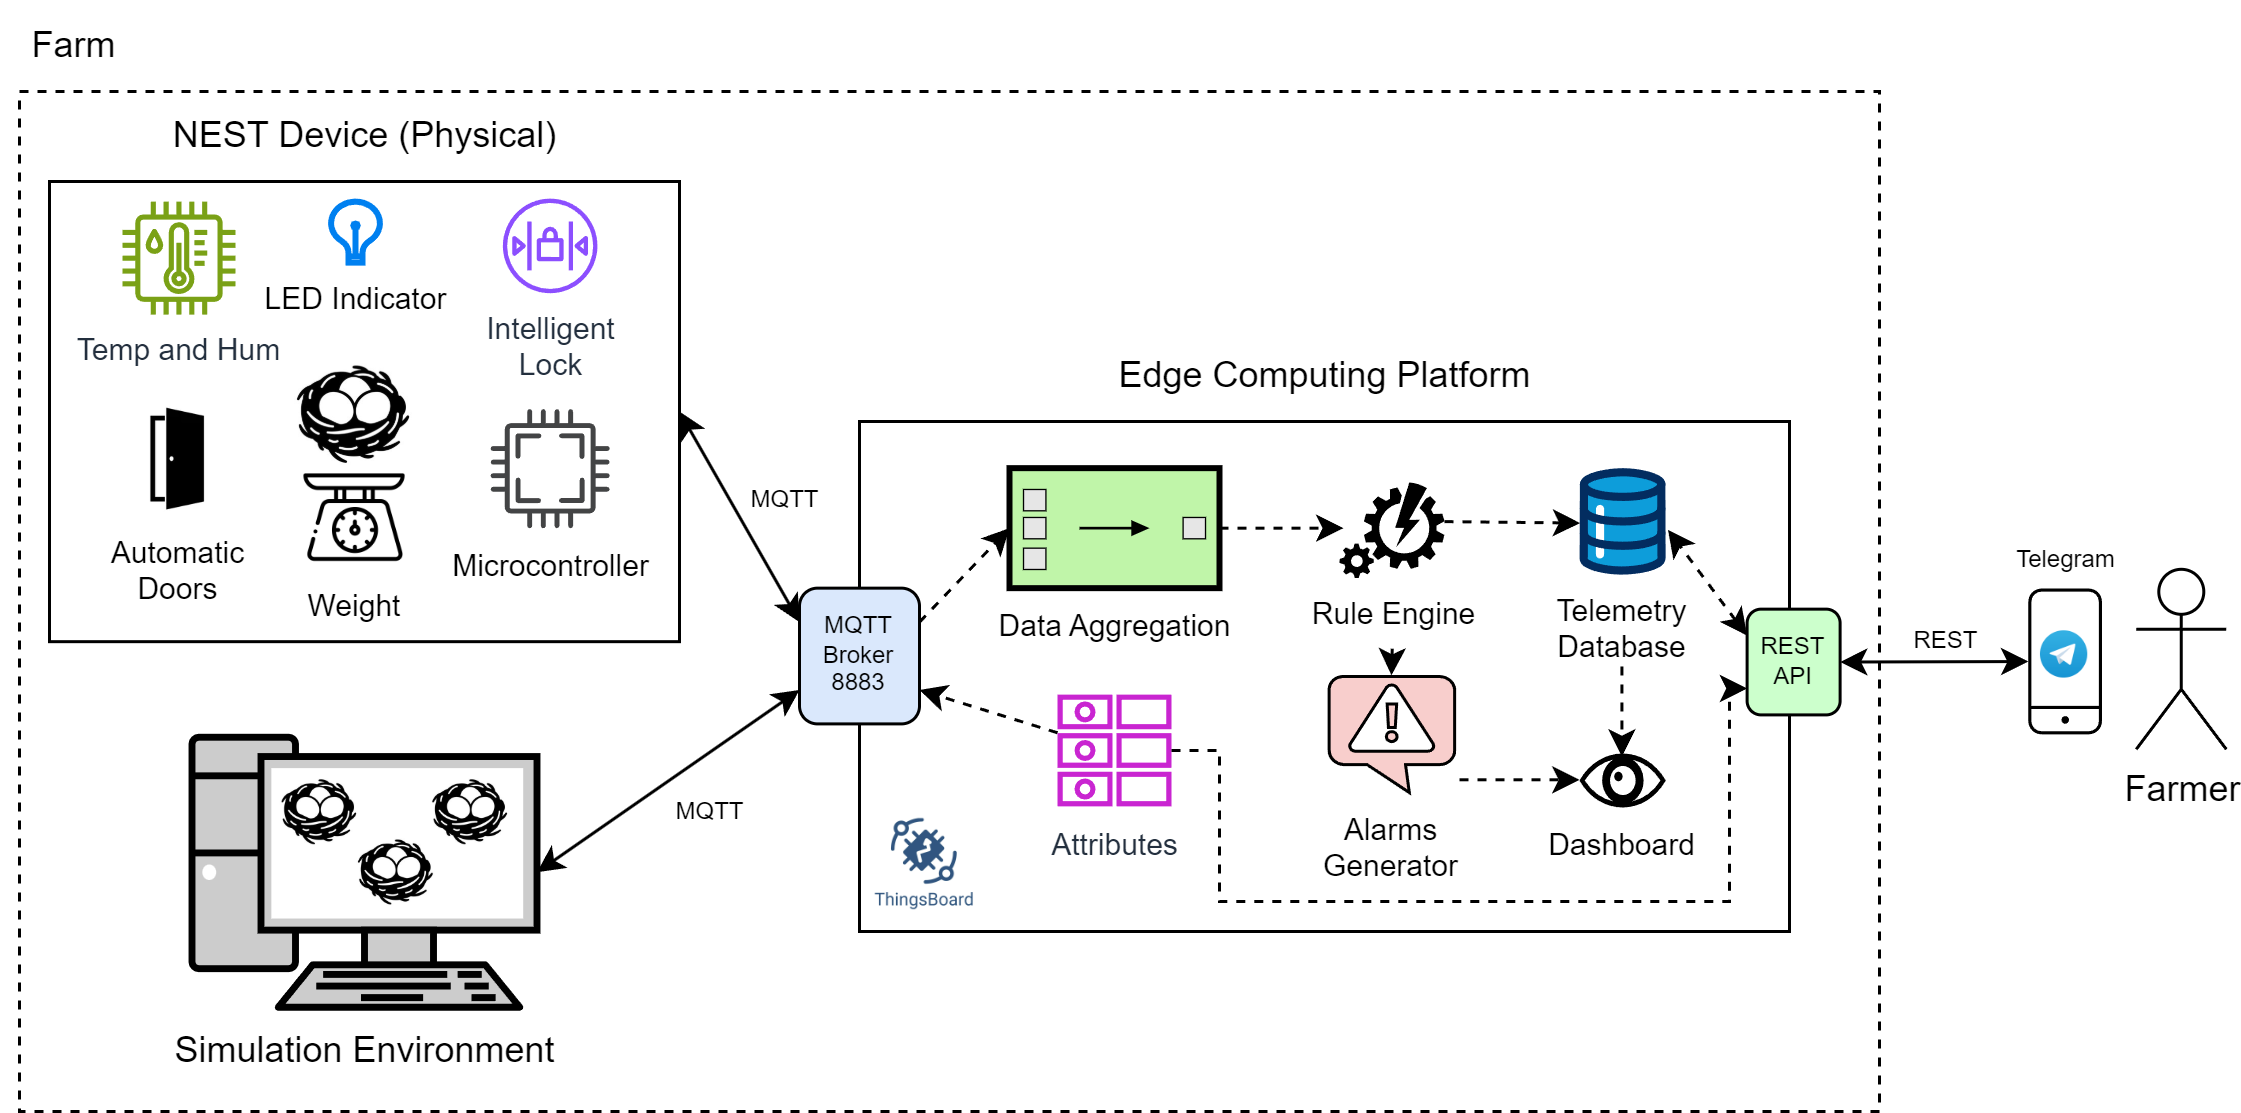 Farm
NEST Device (Physical)
LED Indicator
Intelligent
Lock
Temp and Hum
Automatic
Doors
Weight
Microcontroller
MQTT
Edge Computing Platform
MQTT
Broker
8883
Data Aggregation
Rule Engine
Telemetry
Database
REST
API
REST
Telegram
Farmer
Attributes
Alarms
Generator
Dashboard
ThingsBoard
MQTT
Simulation Environment